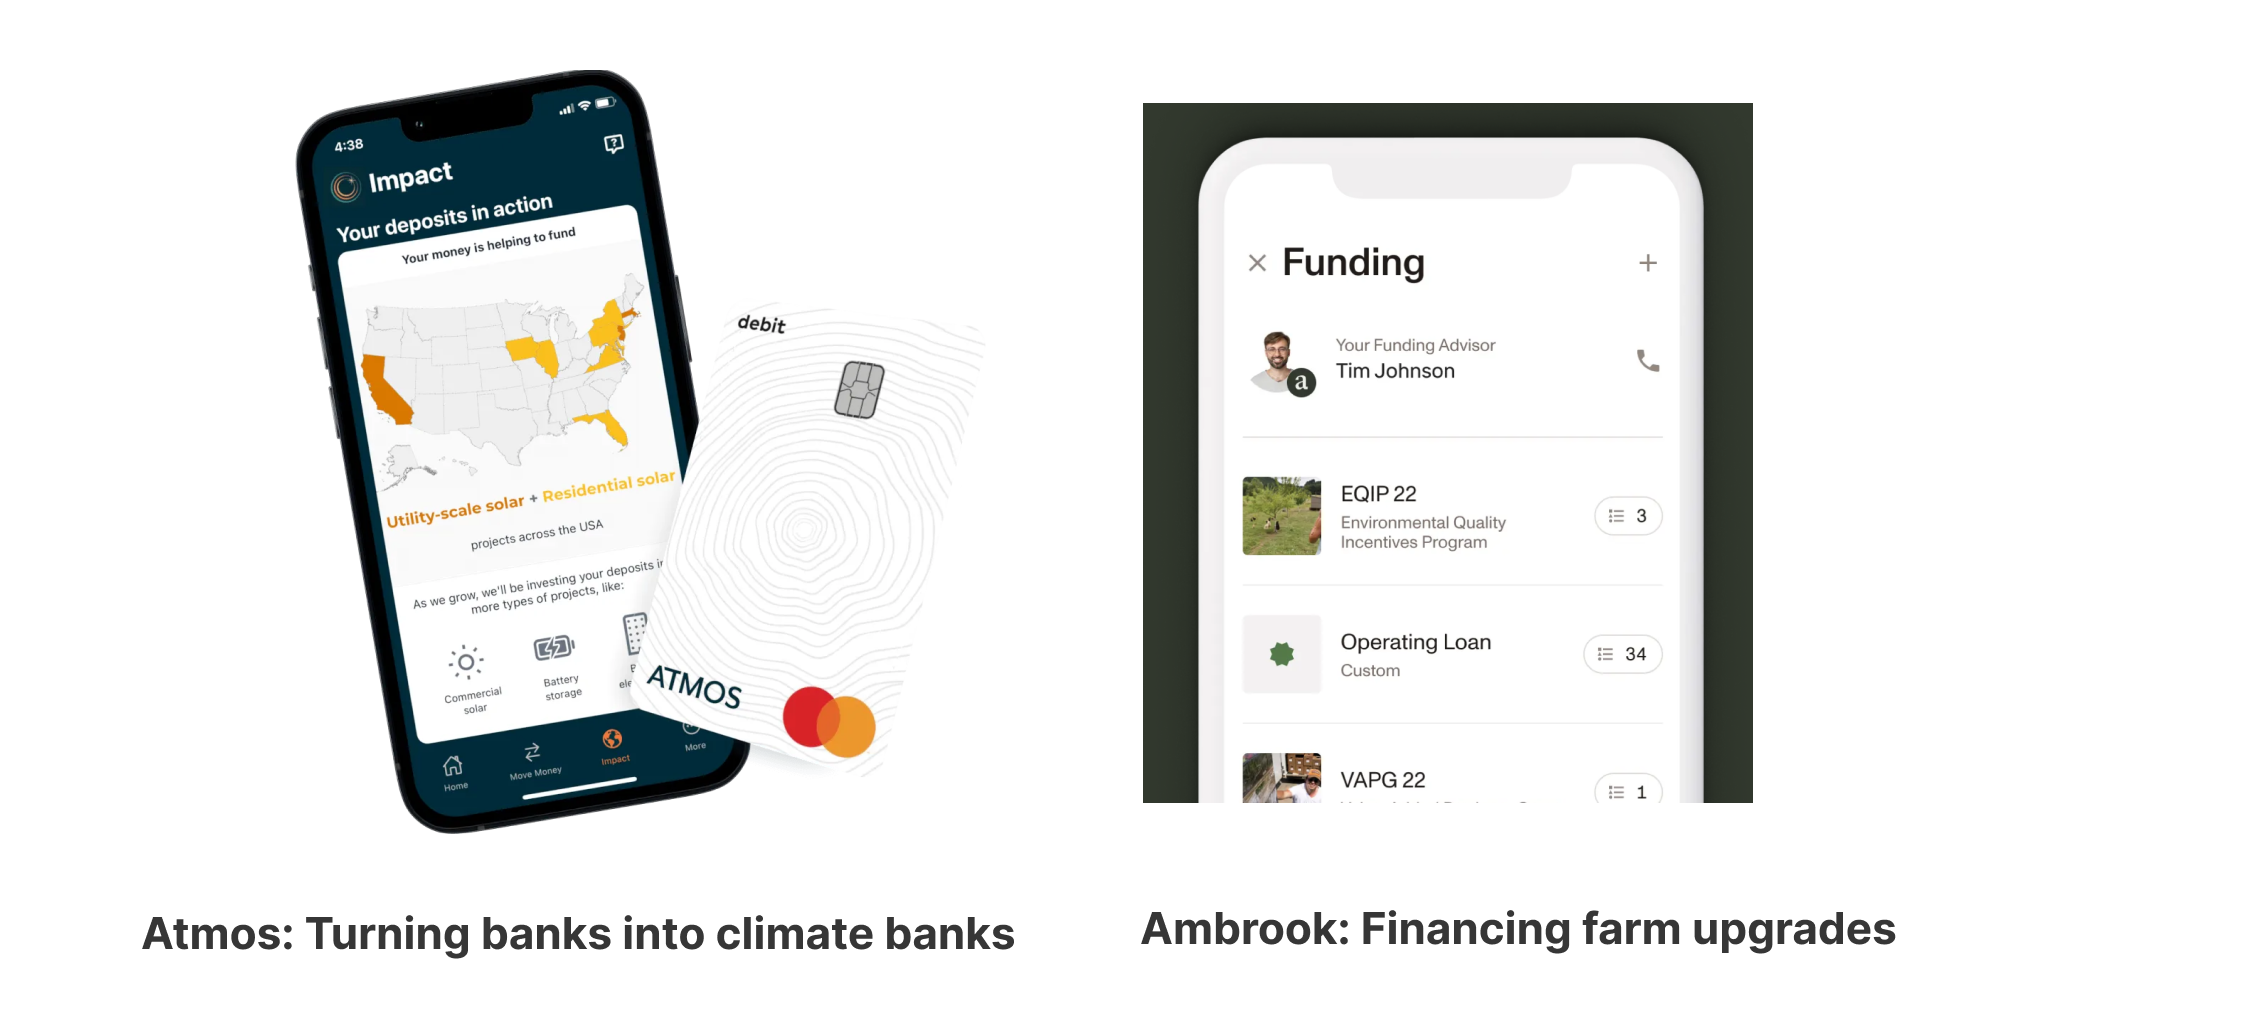 4:38
Impact
Your deposits in action
Your money is helping to fund
Utility-scale solar + Residential solar
projects across the USA
As we grow, we'll be investing your deposits in
more types of projects, like:
Commercial
solar
Battery
storage
Home
Move Money
Impact
More
debit
ATMOS
Atmos: Turning banks into climate banks
Funding
Your Funding Advisor
Tim Johnson
a
EQIP 22
Environmental Quality
Incentives Program
3
Operating Loan
Custom
34
VAPG 22
1
Ambrook: Financing farm upgrades